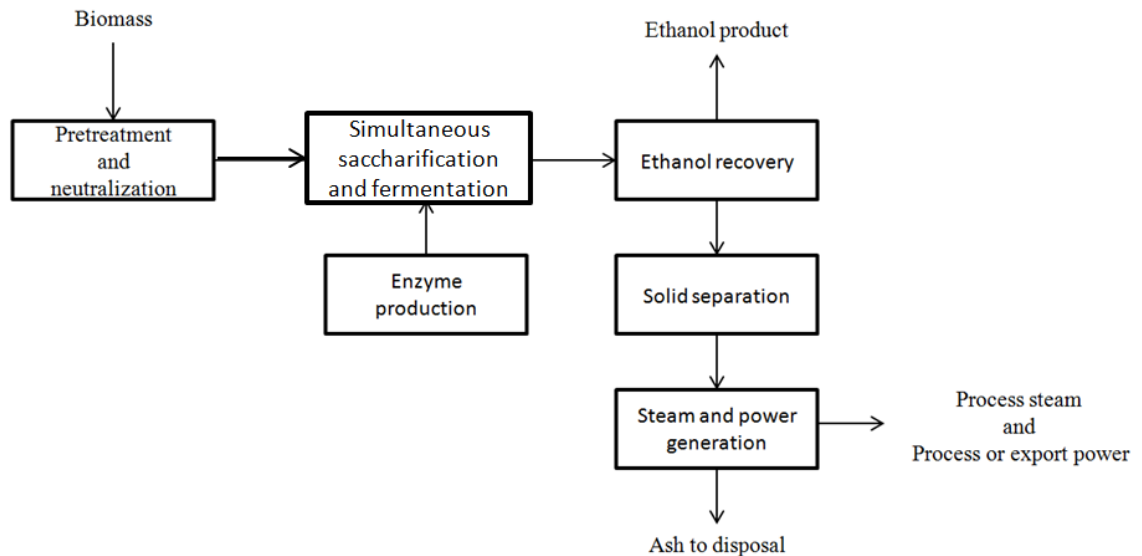 Biomass
Ethanol product
Pretreatment
and
neutralization
Simultaneous
saccharification
and fermentation
Ethanol recovery
Enzyme
production
Solid separation
Steam and power
generation
Process steam
and
Process or export power
Ash to disposal